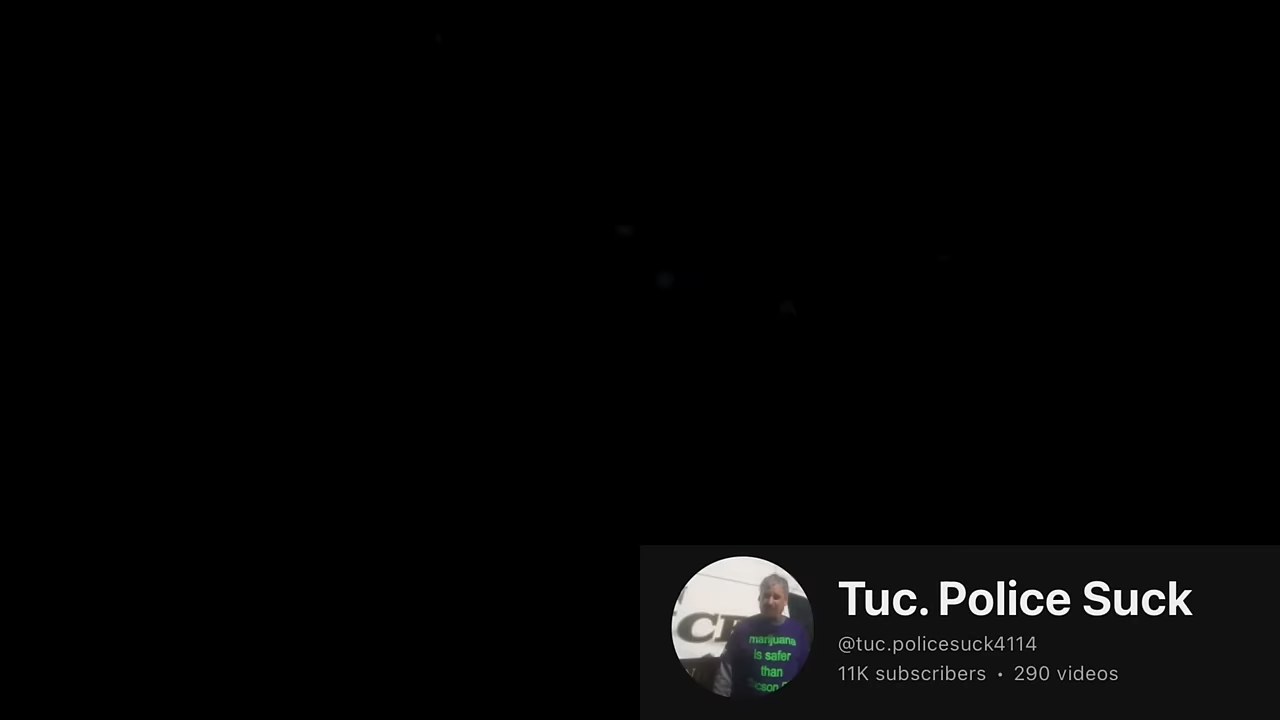 Tuc. Police Suck
@tuc.policesuck4114
11K subscribers • 290 videos
marijuana
is safer
than